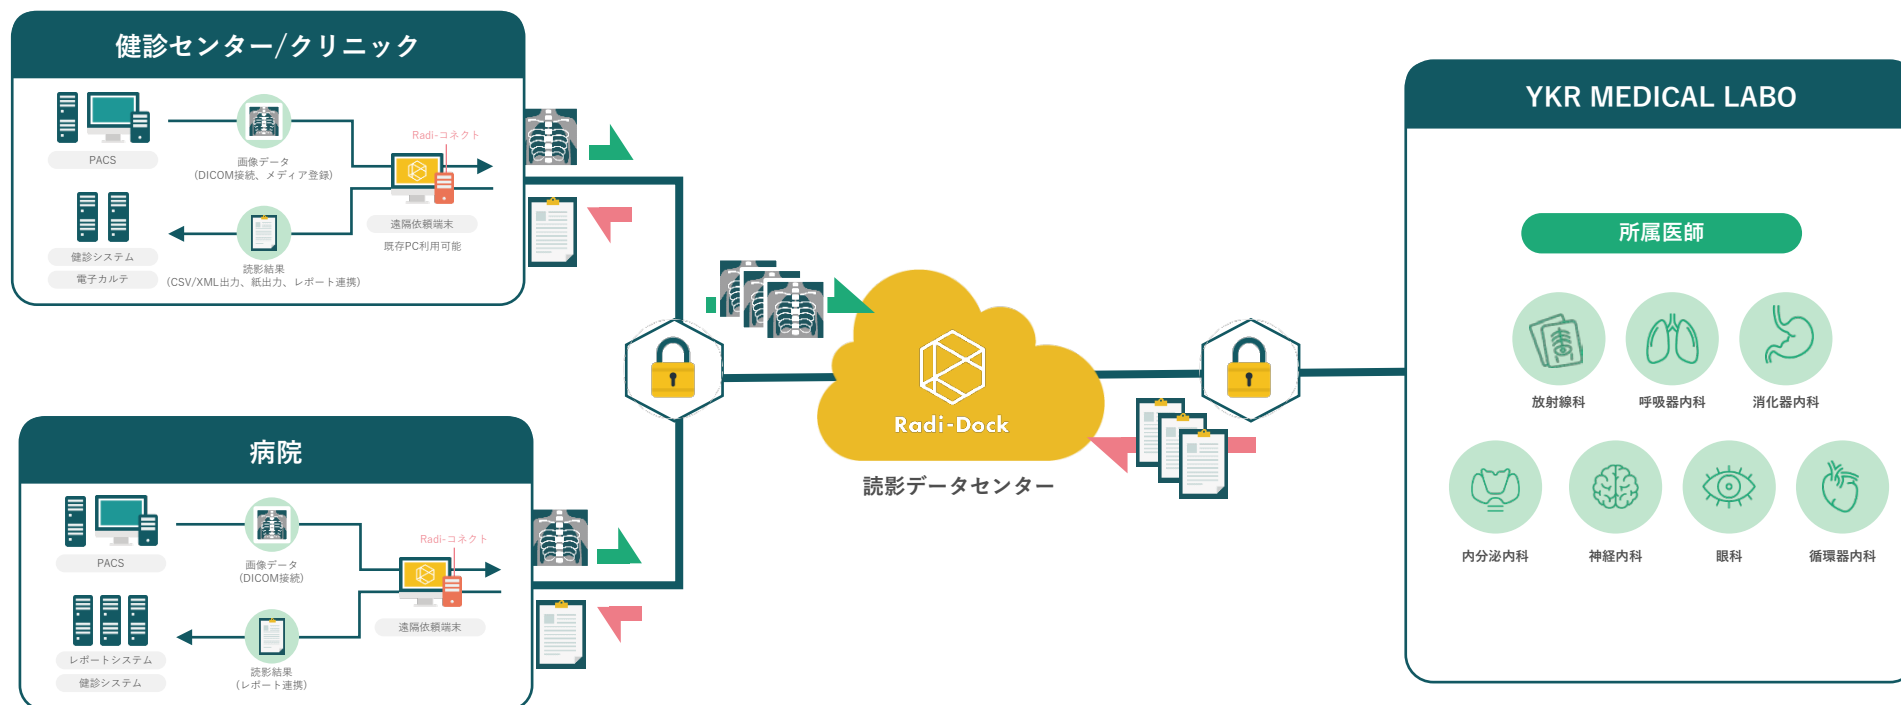 健診センター/クリニック
PACS
画像データ
(DICOM接続、メディア登録)
Radi-コネクト
遠隔依頼端末
既存PC利用可能
健診システム
電子カルテ
読影結果
(CSV/XML出力、紙出力、レポート連携)
病院
PACS
画像データ
(DICOM接続)
Radi-コネクト
遠隔依頼端末
レポートシステム
健診システム
読影結果
(レポート連携)
Radi-Dock
読影データセンター
YKR MEDICAL LABO
所属医師
放射線科
呼吸器内科
消化器内科
内分泌内科
神経内科
眼科
循環器内科